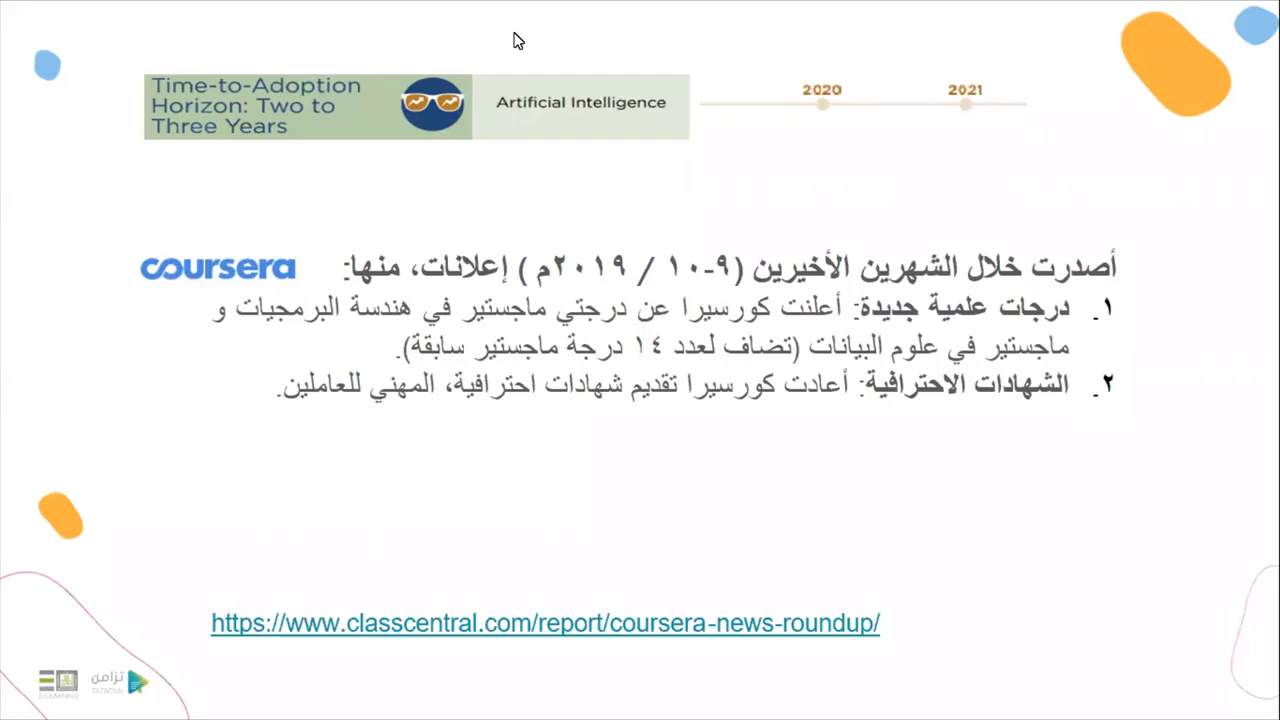 Time-to-Adoption
Horizon: Two to
Three Years
Artificial Intelligence
2020
2021
coursera
أصدرت خلال الشهرين الأخيرين (٩-١٠ / ٢٠١٩م ) إعلانات، منها:
١. درجات علمية جديدة: أعلنت كورسيرا عن درجتي ماجستير في هندسة البرمجيات و
ماجستير في علوم البيانات (تضاف لعدد ١٤ درجة ماجستير سابقة).
٢. الشهادات الاحترافية: أعادت كورسيرا تقديم شهادات احترافية، المهني للعاملين.
https://www.classcentral.com/report/coursera-news-roundup/
E-LEARNING
تزامن
TAZAMUN